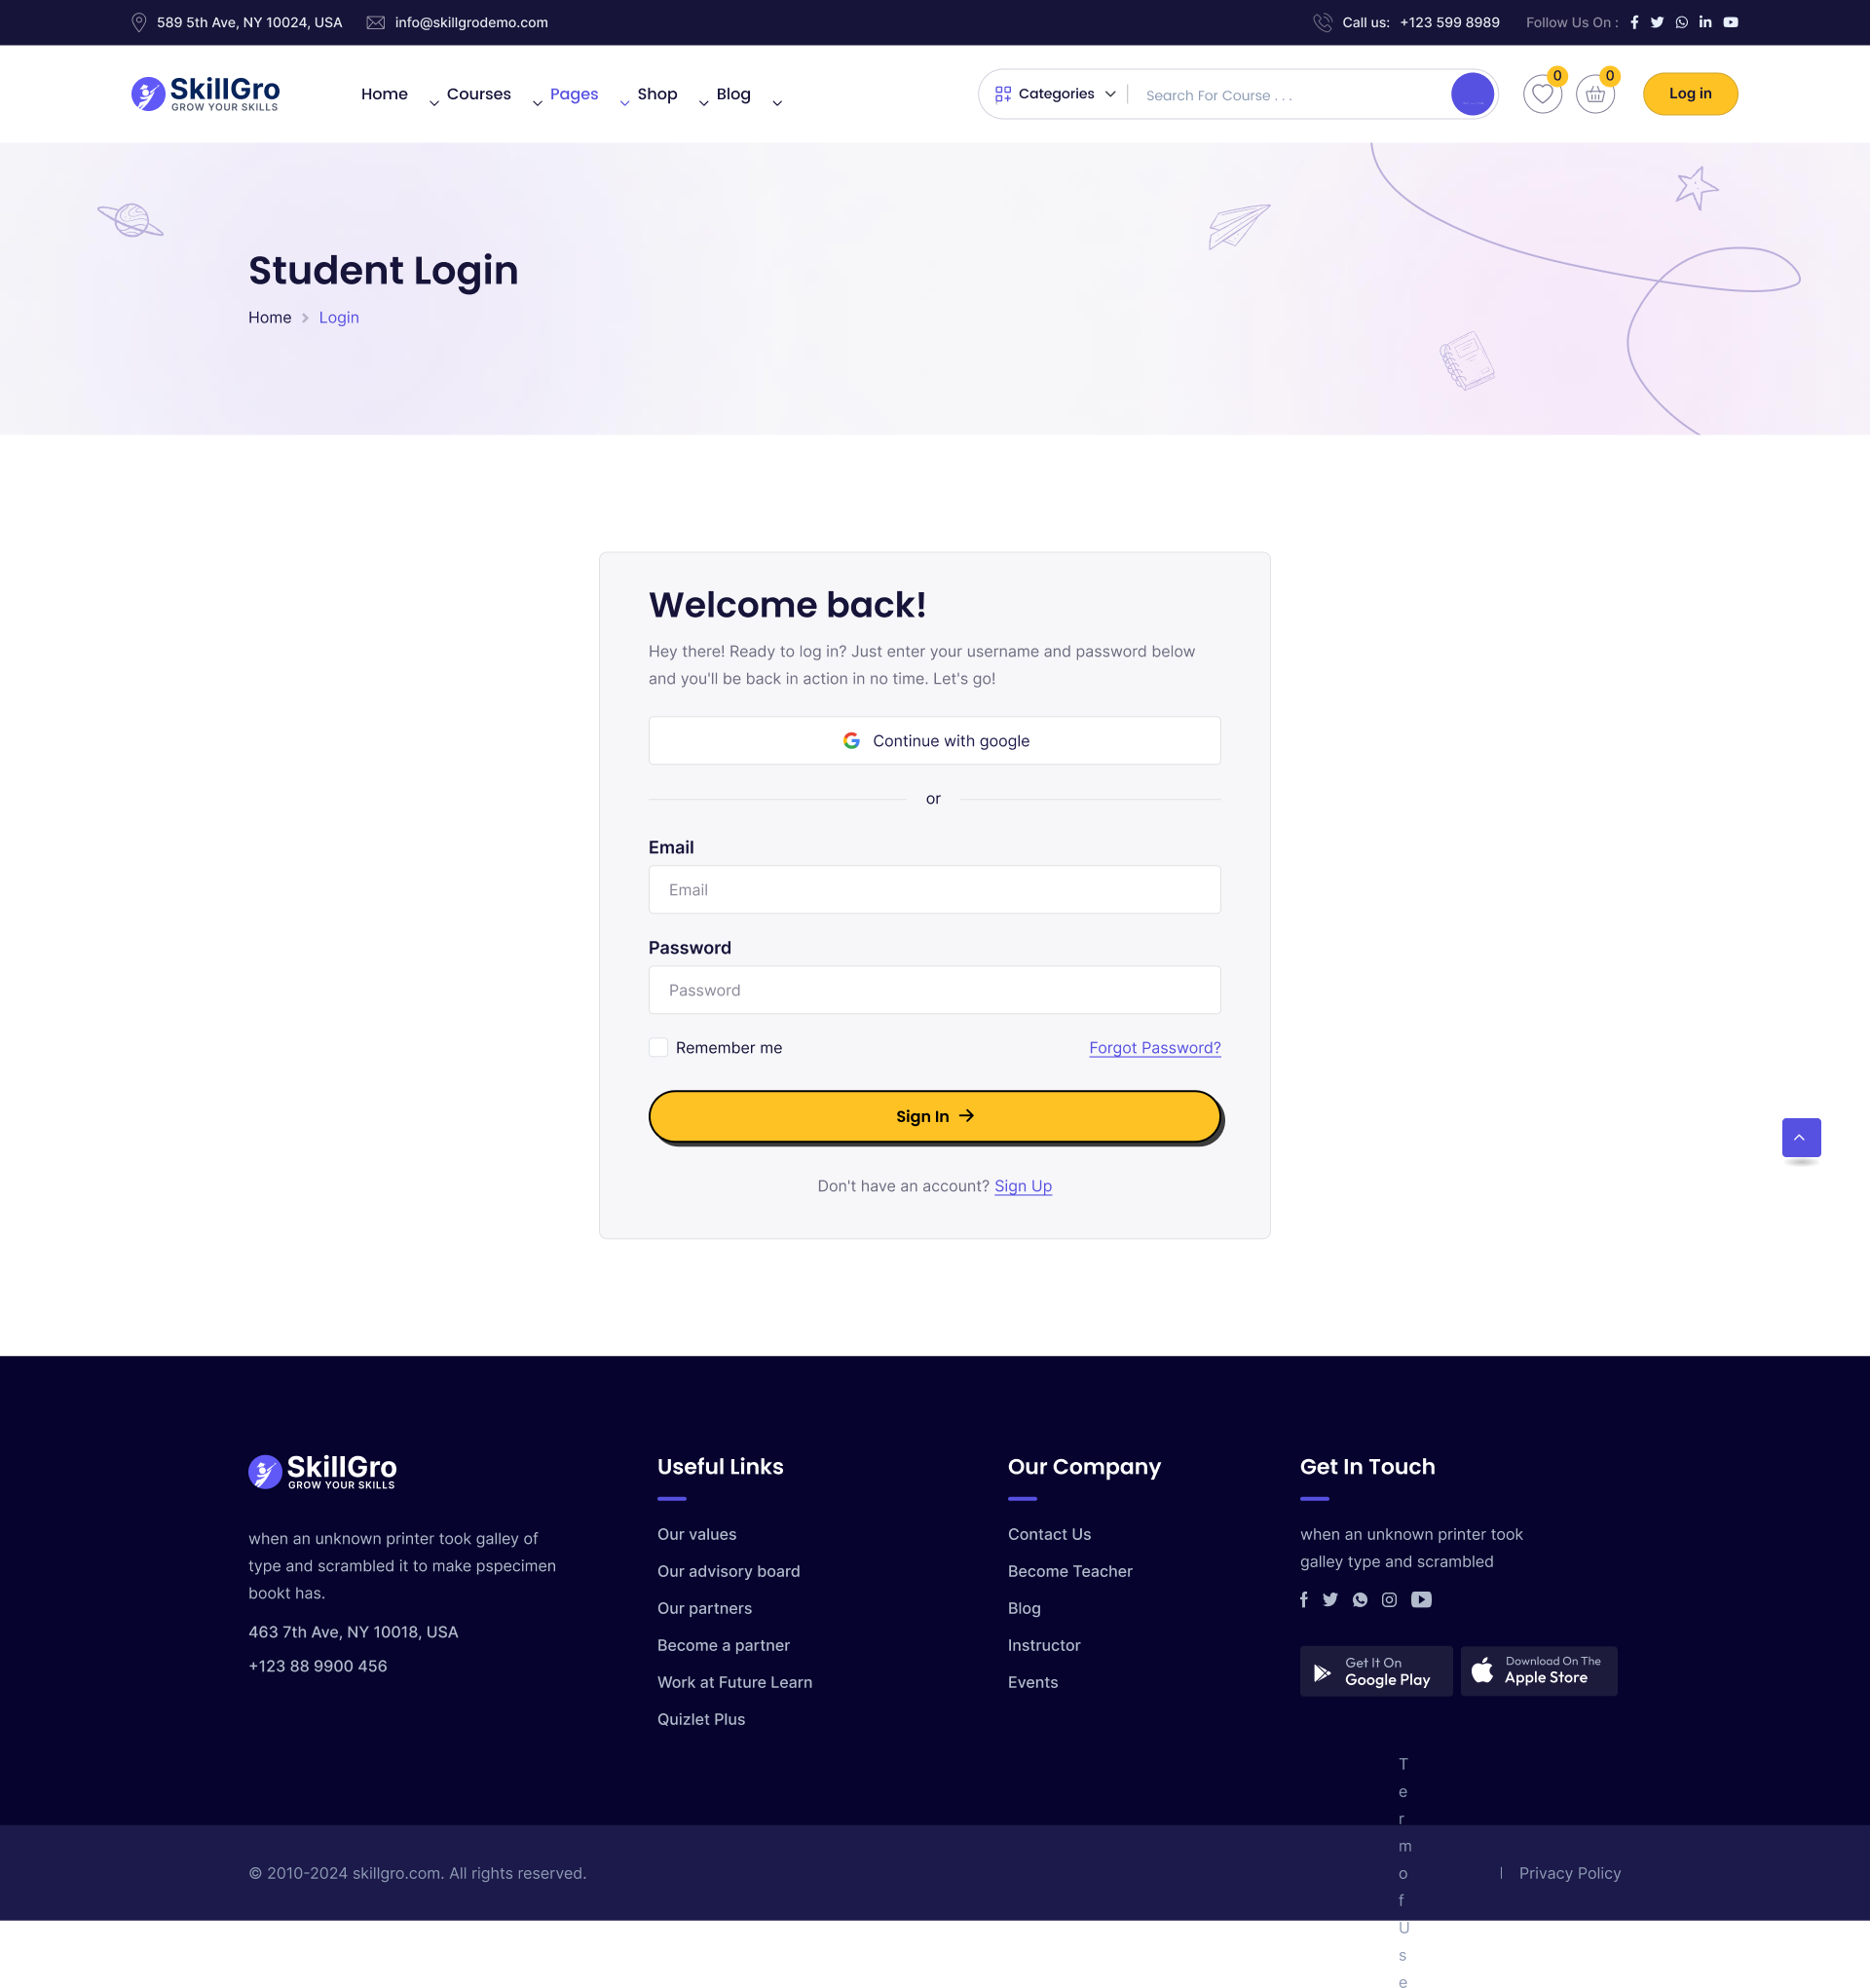 589 5th Ave, NY 10024, USA
info@skillgrodemo.com
Call us: +123 599 8989
Follow Us On :
SkillGro
GROW YOUR SKILLS
Home
Courses
Pages
Shop
Blog
Categories
Search For Course . . .
0
0
Log in
Student Login
Home
Login
Welcome back!
Hey there! Ready to log in? Just enter your username and password below
and you'll be back in action in no time. Let's go!
Continue with google
or
Email
Email
Password
Password
Remember me
Forgot Password?
Sign In
Don't have an account? Sign Up
SkillGro
GROW YOUR SKILLS
when an unknown printer took galley of
type and scrambled it to make pspecimen
bookt has.
463 7th Ave, NY 10018, USA
+123 88 9900 456
Useful Links
Our values
Our advisory board
Our partners
Become a partner
Work at Future Learn
Quizlet Plus
Our Company
Contact Us
Become Teacher
Blog
Instructor
Events
Get In Touch
when an unknown printer took
galley type and scrambled
Get It On
Google Play
Download On The
Apple Store
© 2010-2024 skillgro.com. All rights reserved.
T
e
r
m
o
f
U
s
e
Privacy Policy